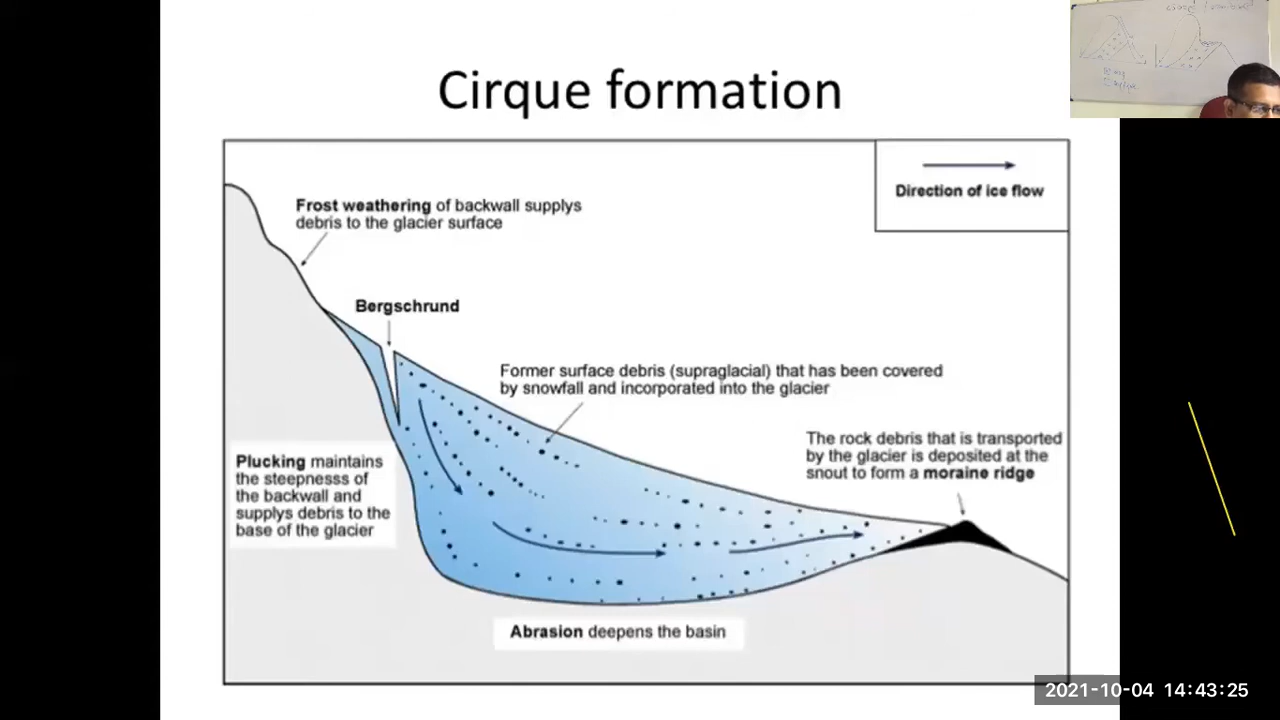 Cirque formation
Direction of ice flow
Frost weathering of backwall supplys
debris to the glacier surface
Bergschrund
Former surface debris (supraglacial) that has been covered
by snowfall and incorporated into the glacier
The rock debris that is transported
by the glacier is deposited at the
snout to form a moraine ridge
Plucking maintains
the steepnesss of
the backwall and
supplys debris to the
base of the glacier
Abrasion deepens the basin
2021-10-04 14:43:25